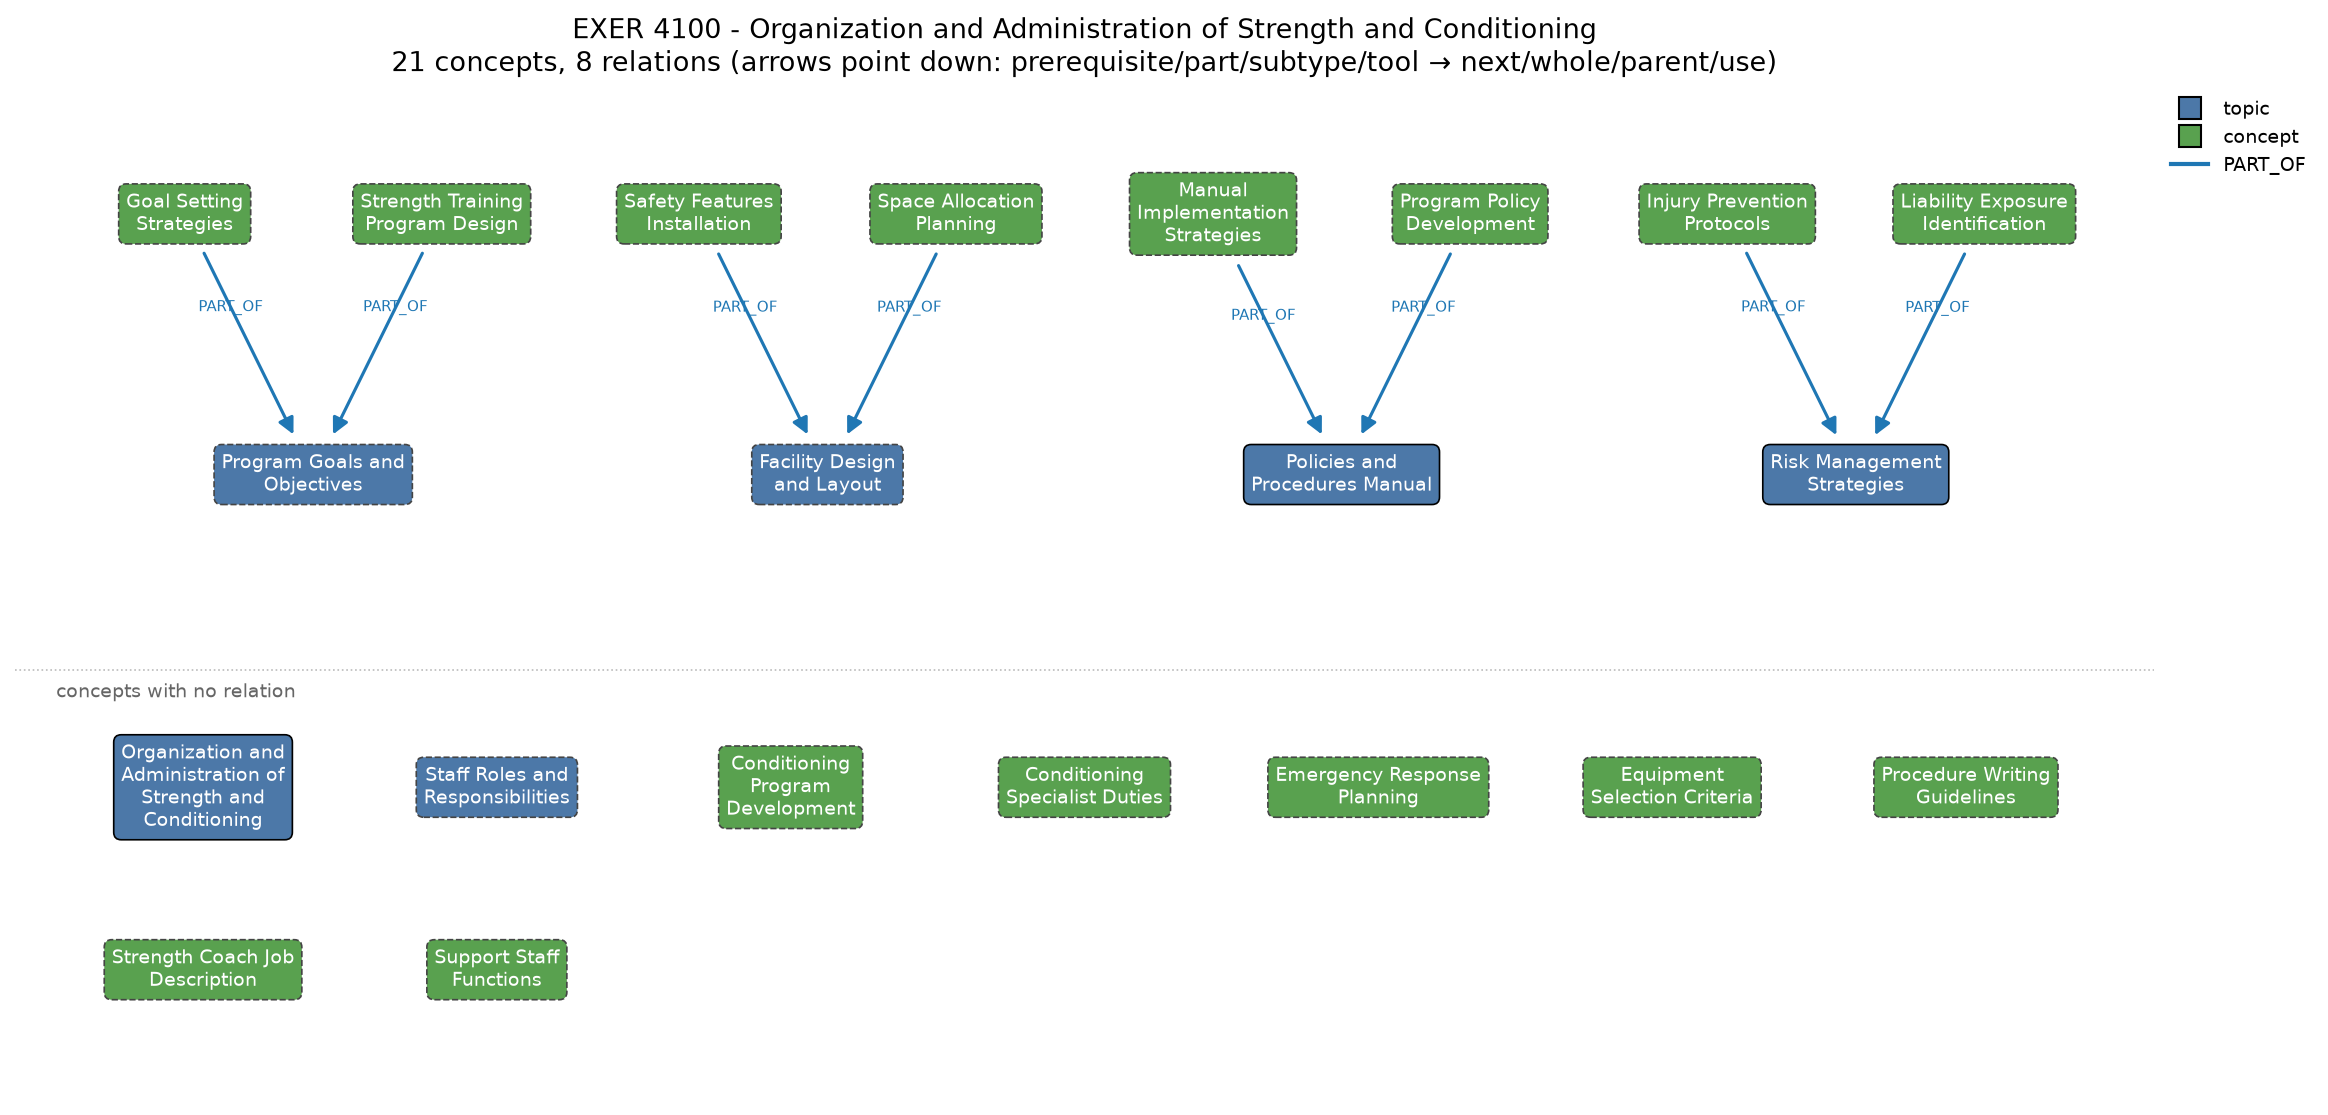 EXER 4100 - Organization and Administration of Strength and Conditioning
21 concepts, 8 relations (arrows point down: prerequisite/part/subtype/tool → next/whole/parent/use)
topic
concept
PART_OF
Goal Setting
Strategies
Strength Training
Program Design
Safety Features
Installation
Space Allocation
Planning
Manual
Implementation
Strategies
Program Policy
Development
Injury Prevention
Protocols
Liability Exposure
Identification
PART_OF
PART_OF
PART_OF
PART_OF
PART_OF
PART_OF
PART_OF
PART_OF
Program Goals and
Objectives
Facility Design
and Layout
Policies and
Procedures Manual
Risk Management
Strategies
concepts with no relation
Organization and
Administration of
Strength and
Conditioning
Staff Roles and
Responsibilities
Conditioning
Program
Development
Conditioning
Specialist Duties
Emergency Response
Planning
Equipment
Selection Criteria
Procedure Writing
Guidelines
Strength Coach Job
Description
Support Staff
Functions